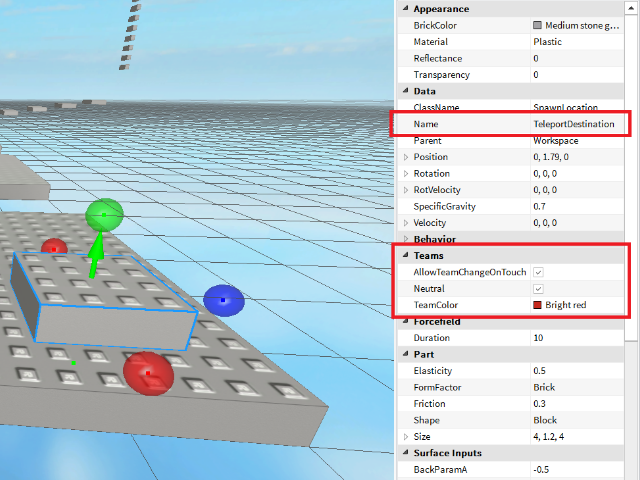 Appearance
BrickColor Medium stone g...
Material Plastic
Reflectance 0
Transparency 0
Data
ClassName SpawnLocation
Name TeleportDestination
Parent Workspace
Position 0, 1.79, 0
Rotation 0, 0, 0
RotVelocity 0, 0, 0
SpecificGravity 0.7
Velocity 0, 0, 0
Behavior
Teams
AllowTeamChangeOnTouch
Neutral
TeamColor Bright red
Forcefield
Duration 10
Part
Elasticity 0.5
FormFactor Brick
Friction 0.3
Shape Block
Size 4, 1.2, 4
Surface Inputs
BackParamA -0.5